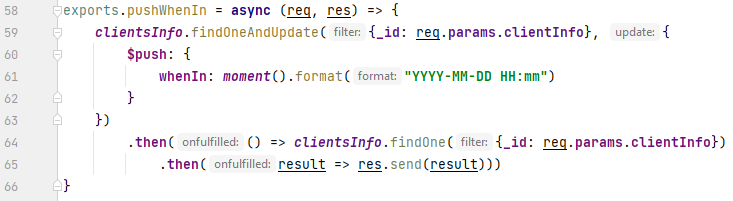 58 exports.pushWhenIn = async (req, res) => {
59 clientsInfo.findOneAndUpdate( filter: {_id: req.params.clientInfo}, update: {
60 $push: {
61 whenIn: moment().format( format: "YYYY-MM-DD HH:mm")
62 }
63 })
64 .then( onfulfilled: () => clientsInfo.findOne( filter: {_id: req.params.clientInfo})
65 .then( onfulfilled: result => res.send(result)))
66 }